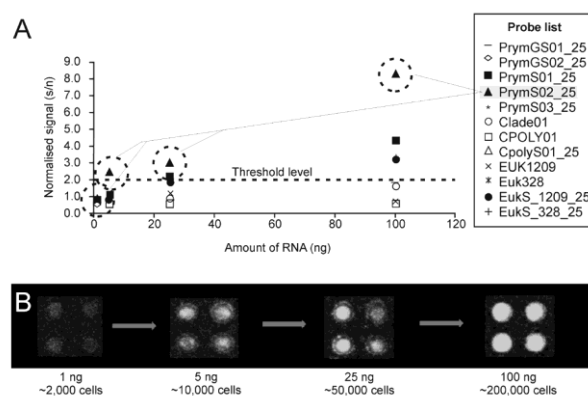 A
Normalised signal (s/n)
9.0
8.0
7.0
6.0
5.0
4.0
3.0
2.0
1.0
0.0
Threshold level
0
20
40
60
80
100
120
Amount of RNA (ng)
Probe list
PrymGS01_25
PrymGS02_25
PrymS01_25
PrymS02_25
PrymS03_25
Clade01
CPOLY01
CpolyS01_25
EUK1209
Euk328
EukS_1209_25
EukS_328_25
B
1 ng
~2,000 cells
5 ng
~10,000 cells
25 ng
~50,000 cells
100 ng
~200,000 cells